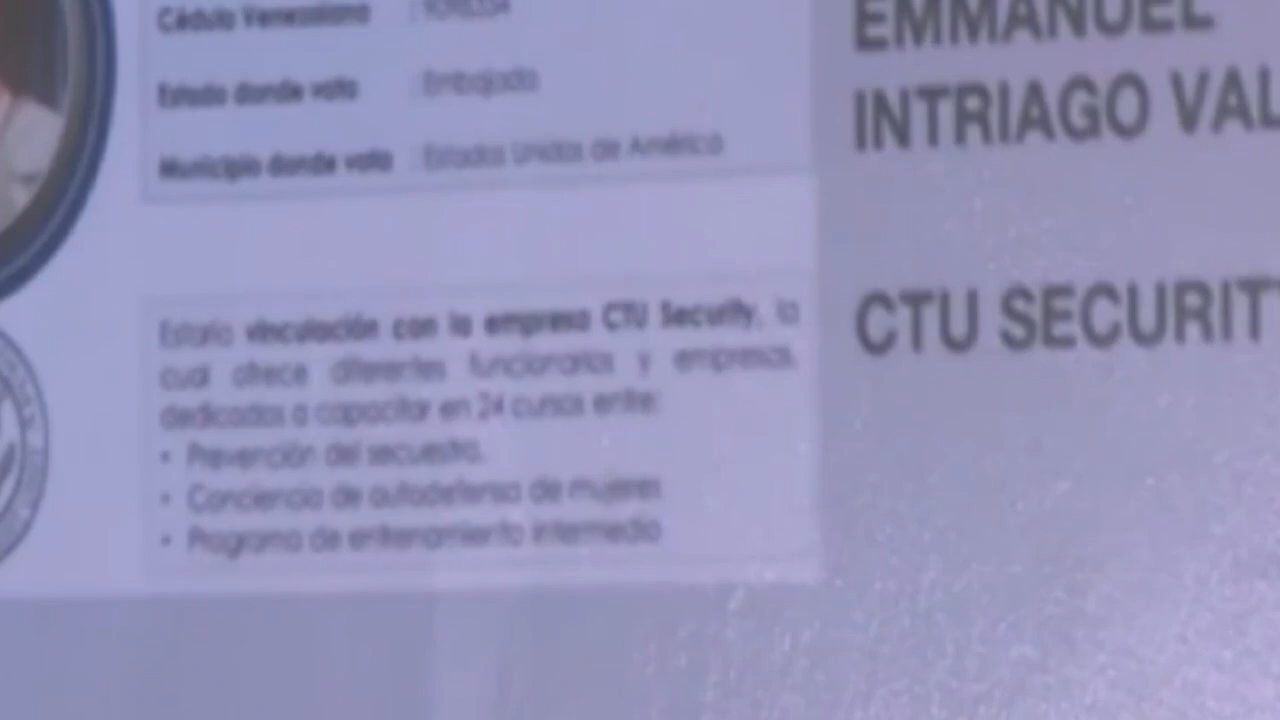 Cédula Venezolana :
Estado donde vota : Embajada
Municipio donde vota : Estados Unidos de América
Estaría vinculación con la empresa CTU Security, la
cual ofrece diferentes funcionarios y empresas,
dedicadas a capacitar en 24 cursos entre:
• Prevención del secuestro.
• Conciencia de autodefensa de mujeres
• Programa de entrenamiento intermedio
EMMANUEL
INTRIAGO VAL
CTU SECURITY